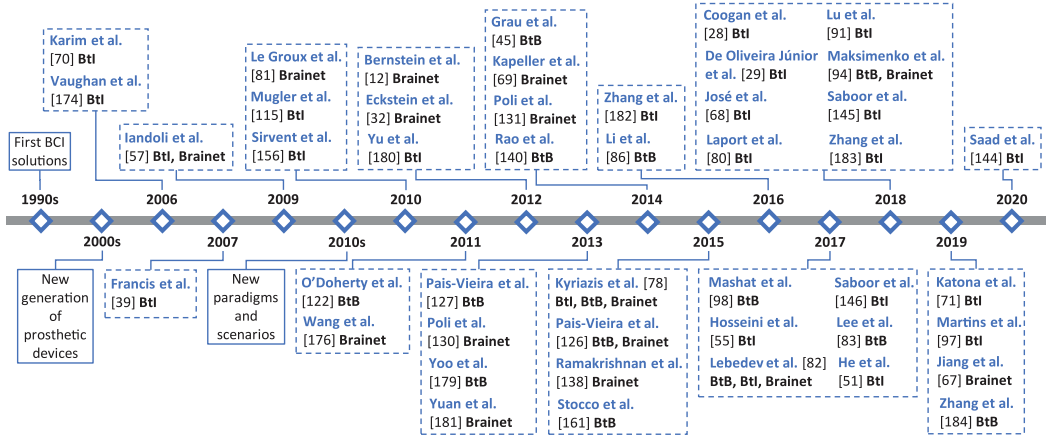 Karim et al.
[70] BtI
Vaughan et al.
[174] BtI
First BCI
solutions
Iandoli et al.
[57] BtI, Brainet
Le Groux et al.
[81] Brainet
Mugler et al.
[115] BtI
Sirvent et al.
[156] BtI
Bernstein et al.
[12] Brainet
Eckstein et al.
[32] Brainet
Yu et al.
[180] BtI
Grau et al.
[45] BtB
Kapeller et al.
[69] Brainet
Poli et al.
[131] Brainet
Rao et al.
[140] BtB
Zhang et al.
[182] BtI
Li et al.
[86] BtB
Coogan et al.
[28] BtI
De Oliveira Júnior
et al. [29] BtI
José et al.
[68] BtI
Laport et al.
[80] BtI
Lu et al.
[91] BtI
Maksimenko et al.
[94] BtB, Brainet
Saboor et al.
[145] BtI
Zhang et al.
[183] BtI
Saad et al.
[144] BtI
1990s
2006
2009
2010
2012
2014
2016
2018
2020
2000s
2007
2010s
2011
2013
2015
2017
2019
New
generation
of
prosthetic
devices
Francis et al.
[39] BtI
New
paradigms
and
scenarios
O’Doherty et al.
[122] BtB
Wang et al.
[176] Brainet
Pais-Vieira et al.
[127] BtB
Poli et al.
[130] Brainet
Yoo et al.
[179] BtB
Yuan et al.
[181] Brainet
Kyriazis et al. [78]
BtI, BtB, Brainet
Pais-Vieira et al.
[126] BtB, Brainet
Ramakrishnan et al.
[138] Brainet
Stocco et al.
[161] BtB
Mashat et al.
[98] BtB
Hosseini et al.
[55] BtI
Lebedev et al. [82]
BtB, BtI, Brainet
Saboor et al.
[146] BtI
Lee et al.
[83] BtB
He et al.
[51] BtI
Katona et al.
[71] BtI
Martins et al.
[97] BtI
Jiang et al.
[67] Brainet
Zhang et al.
[184] BtB